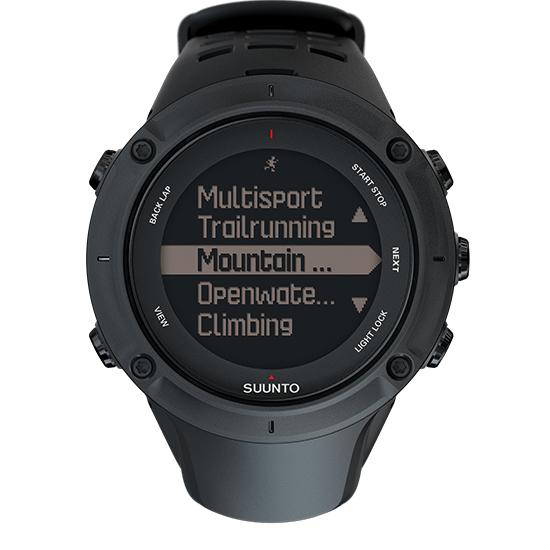 BACK LAP
START STOP
Multisport
Trailrunning
Mountain ...
NEXT
Openwate...
Climbing
VIEW
LIGHT LOCK
SUUNTO